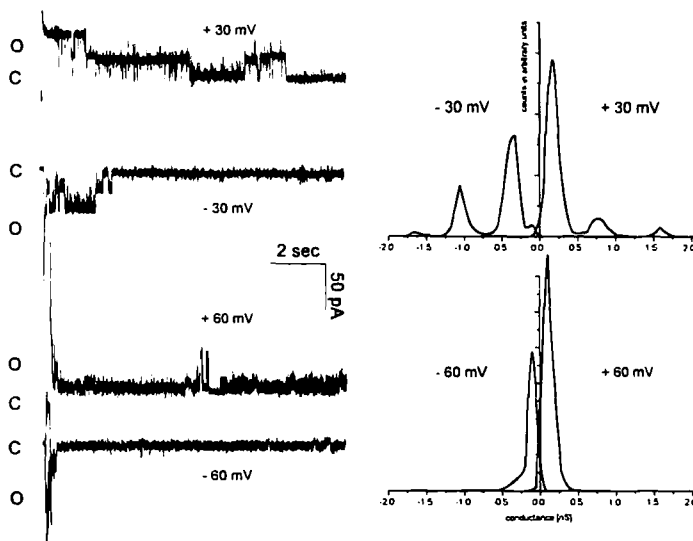 + 30 mV
O
C
C
- 30 mV
O
2 sec
50 pA
+ 60 mV
O
C
C
- 60 mV
O
counts in arbitrary units
- 30 mV
+ 30 mV
-2.0 -1.5 -1.0 -0.5 0.0 0.5 1.0 1.5 2.0
- 60 mV
+ 60 mV
-2.0 -1.5 -1.0 -0.5 0.0 0.5 1.0 1.5 2.0
conductance [nS]